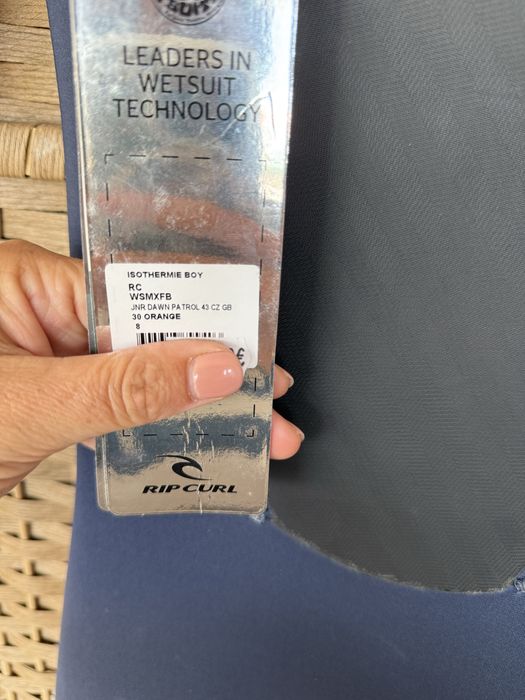 LEADERS IN
WETSUIT
TECHNOLOGY
ISOTHERMIE BOY
RC
WSMXFB
JNR DAWN PATROL 43 CZ GB
30 ORANGE
8
€
RIP CURL